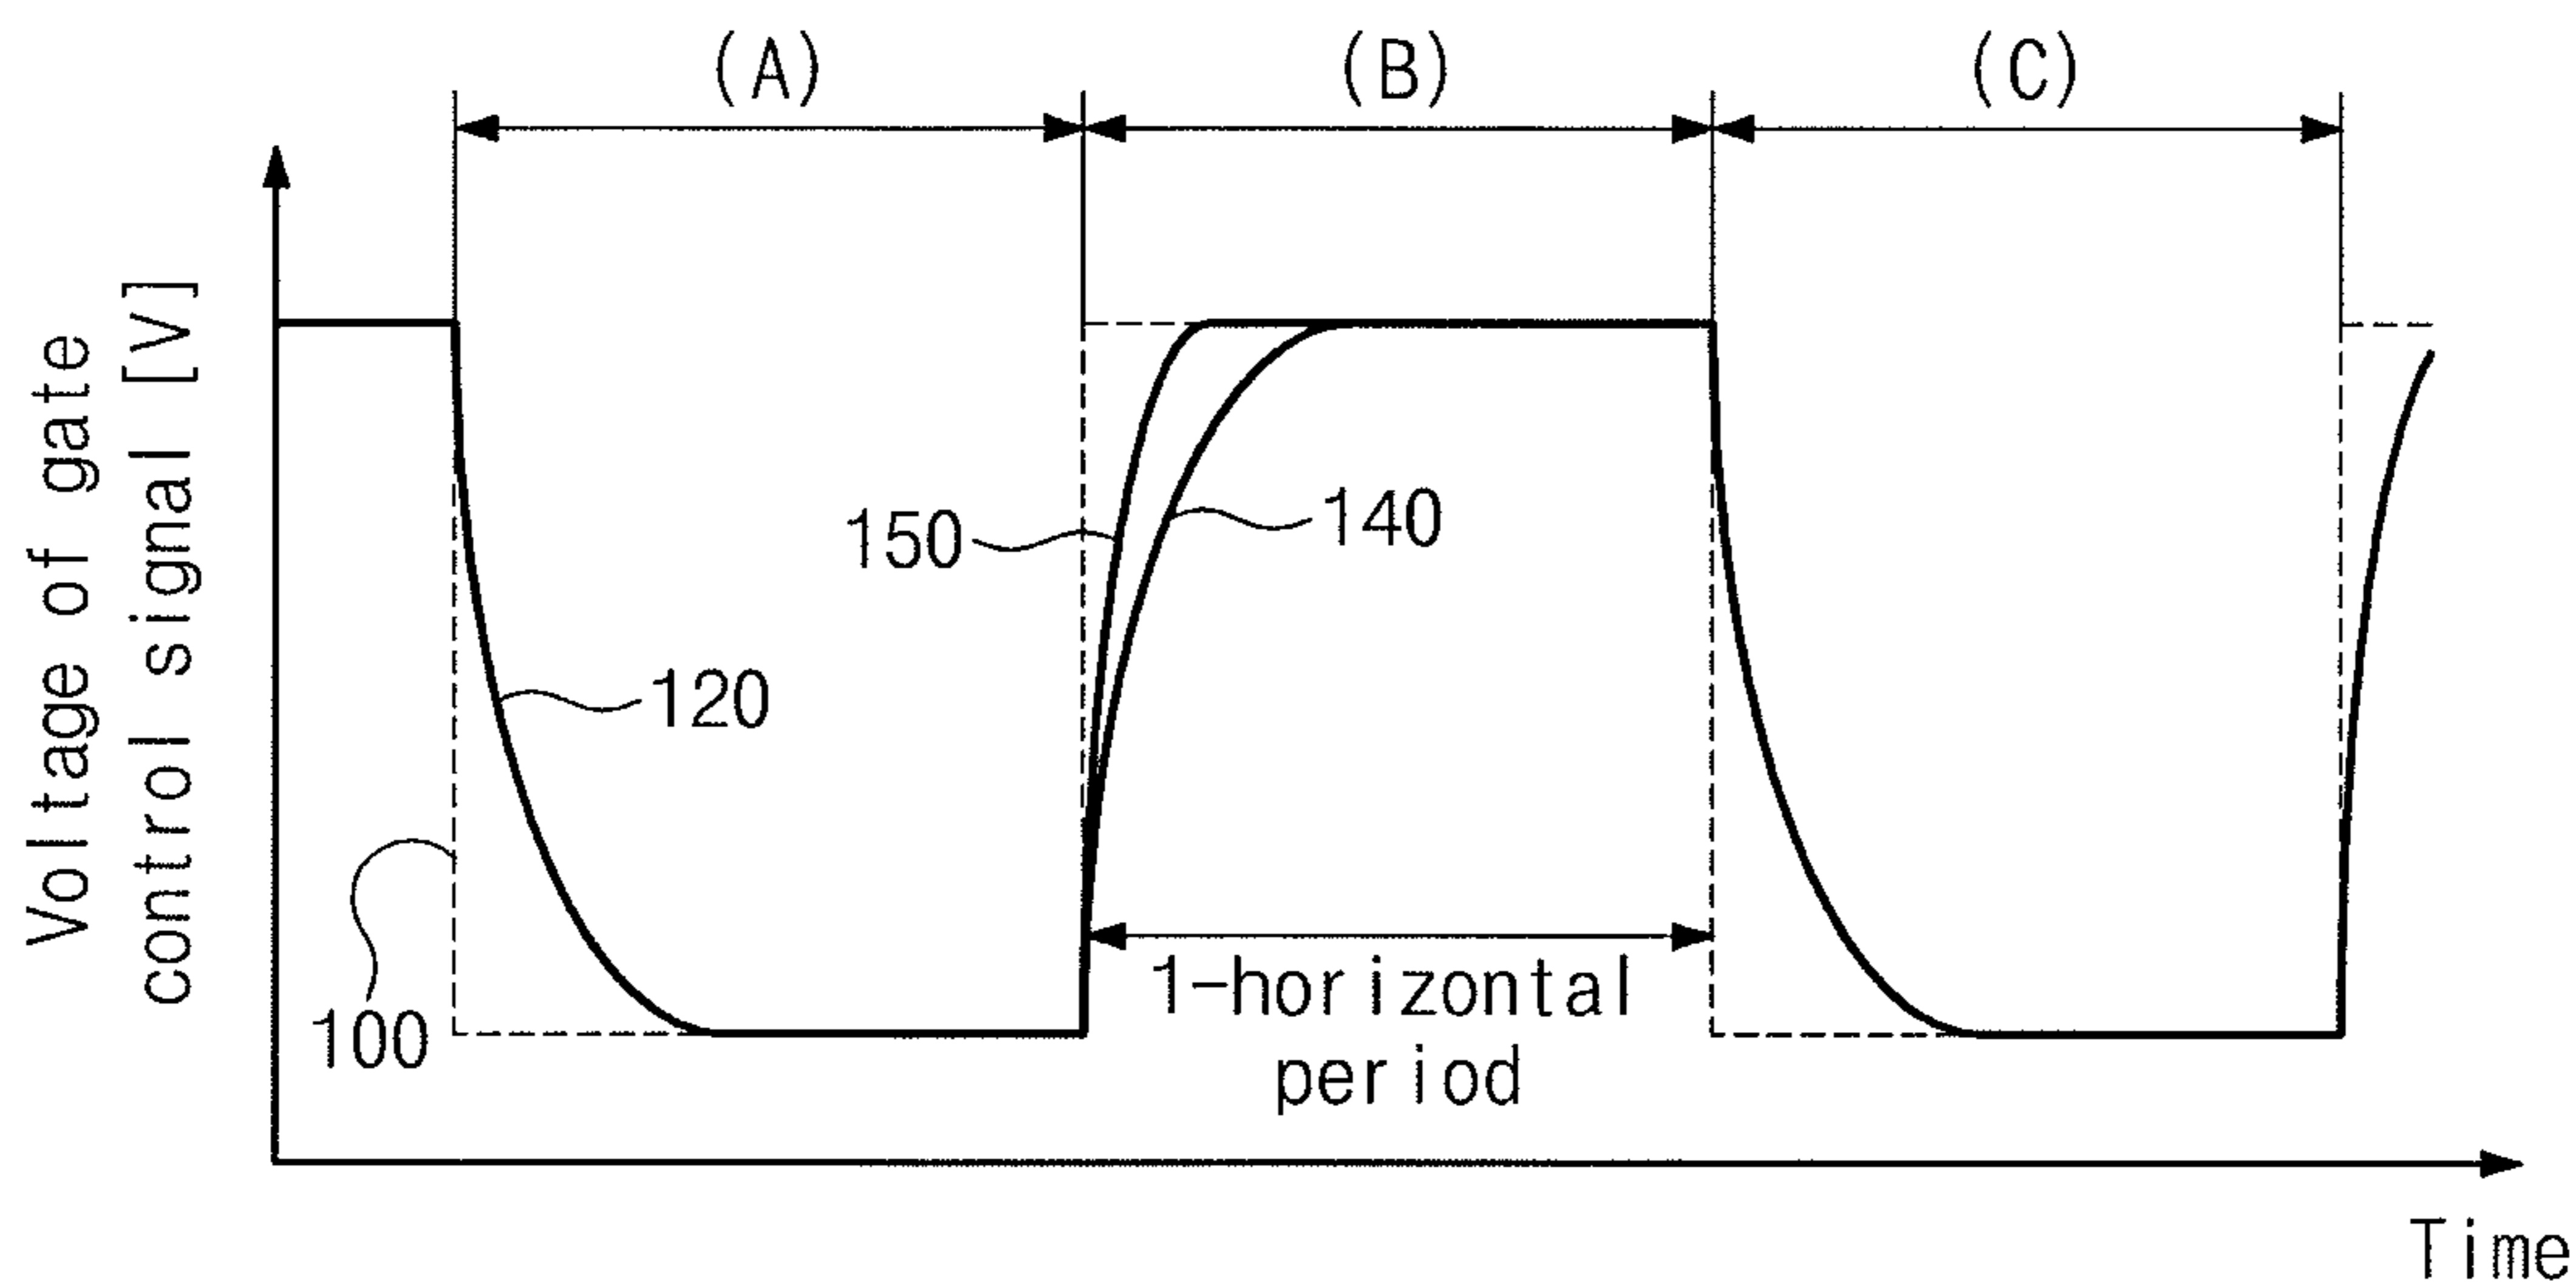 (A)
(B)
(C)
Voltage of gate
control signal [V]
150
140
120
100
1-horizontal
period
Time